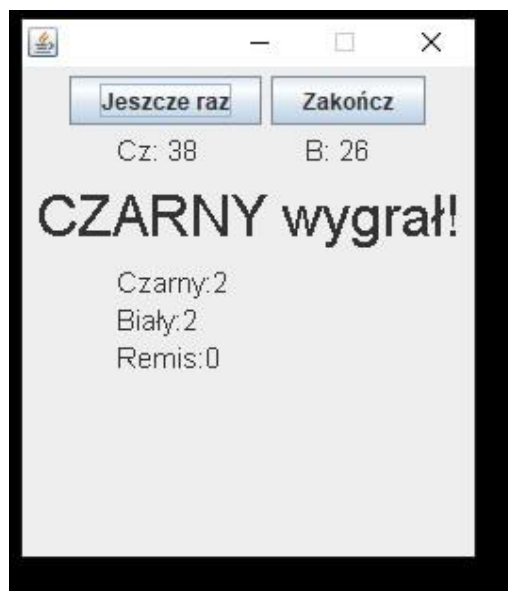 Jeszcze raz Zakończ
Cz: 38 B: 26
CZARNY wygrał!
Czarny:2
Biały:2
Remis:0